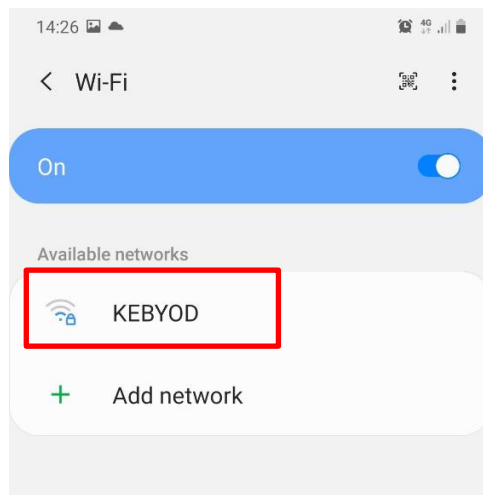 14:26 4G
Wi-Fi
On
Available networks
KEBYOD
Add network